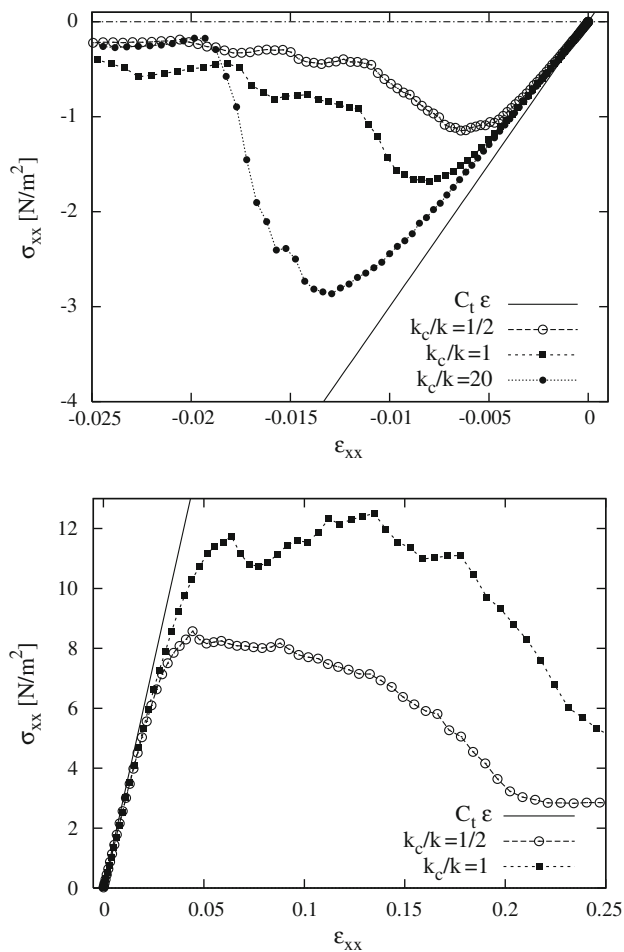 0
-1
-2
-3
-4
σxx [N/m²]
Ct ε
kc/k=1/2
kc/k=1
kc/k=20
-0.025 -0.02 -0.015 -0.01 -0.005 0
εxx
12
10
8
6
4
2
0
σxx [N/m²]
Ct ε
kc/k=1/2
kc/k=1
0 0.05 0.1 0.15 0.2 0.25
εxx